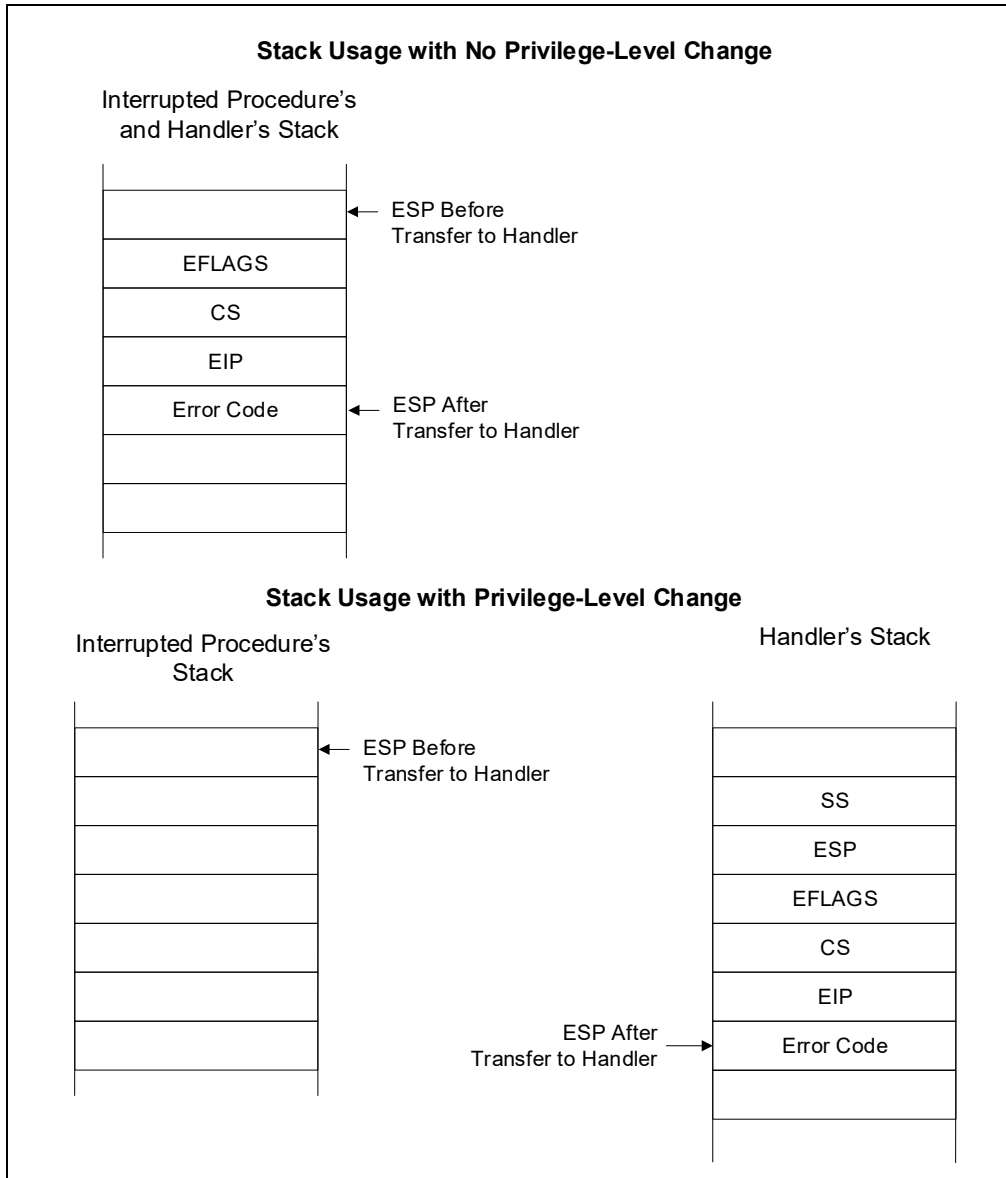 Stack Usage with No Privilege-Level Change
Interrupted Procedure’s
and Handler’s Stack
ESP Before
Transfer to Handler
EFLAGS
CS
EIP
Error Code
ESP After
Transfer to Handler
Stack Usage with Privilege-Level Change
Interrupted Procedure’s
Stack
Handler’s Stack
ESP Before
Transfer to Handler
SS
ESP
EFLAGS
CS
EIP
ESP After
Transfer to Handler
Error Code